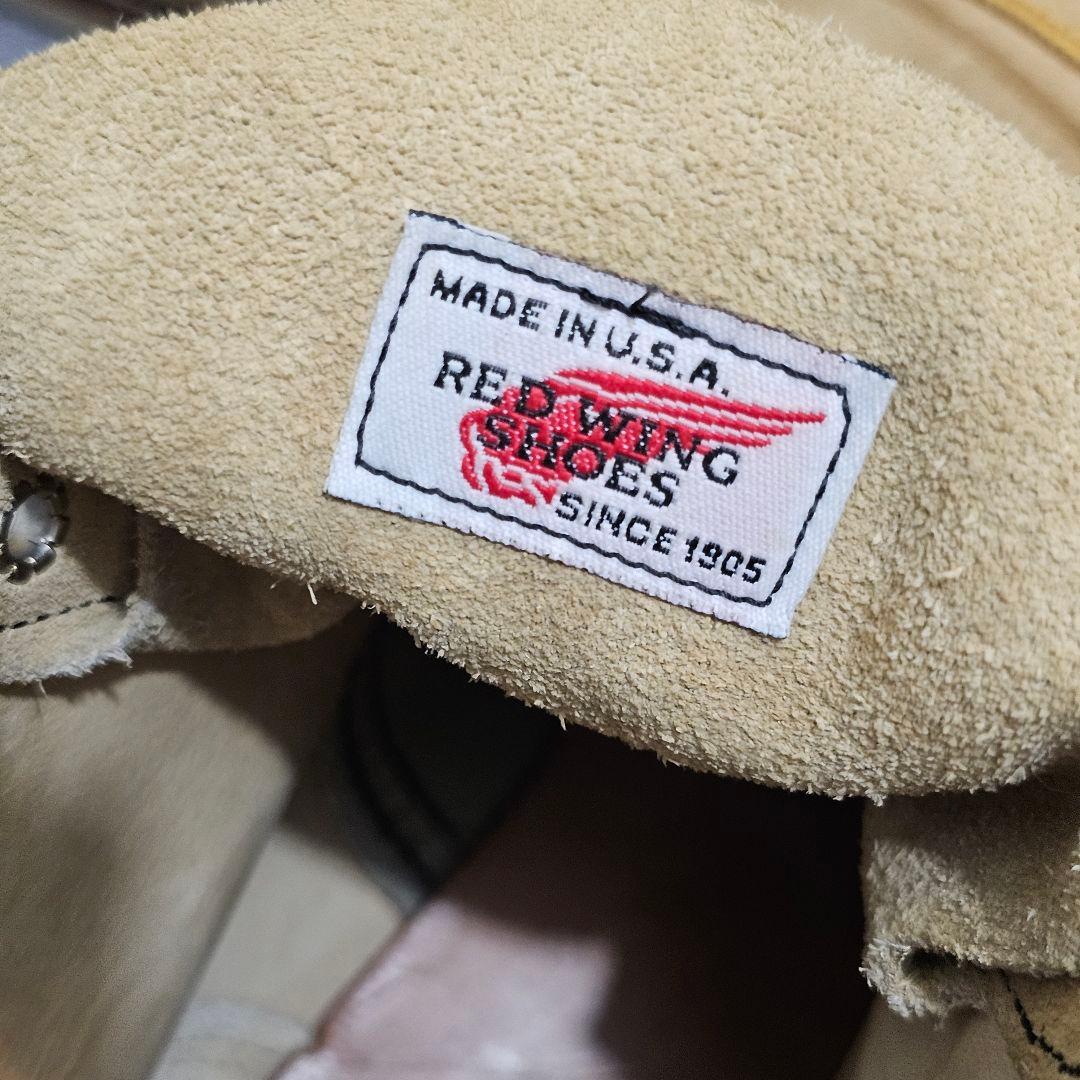 MADE IN U.S.A.
RED WING
SHOES
SINCE 1905